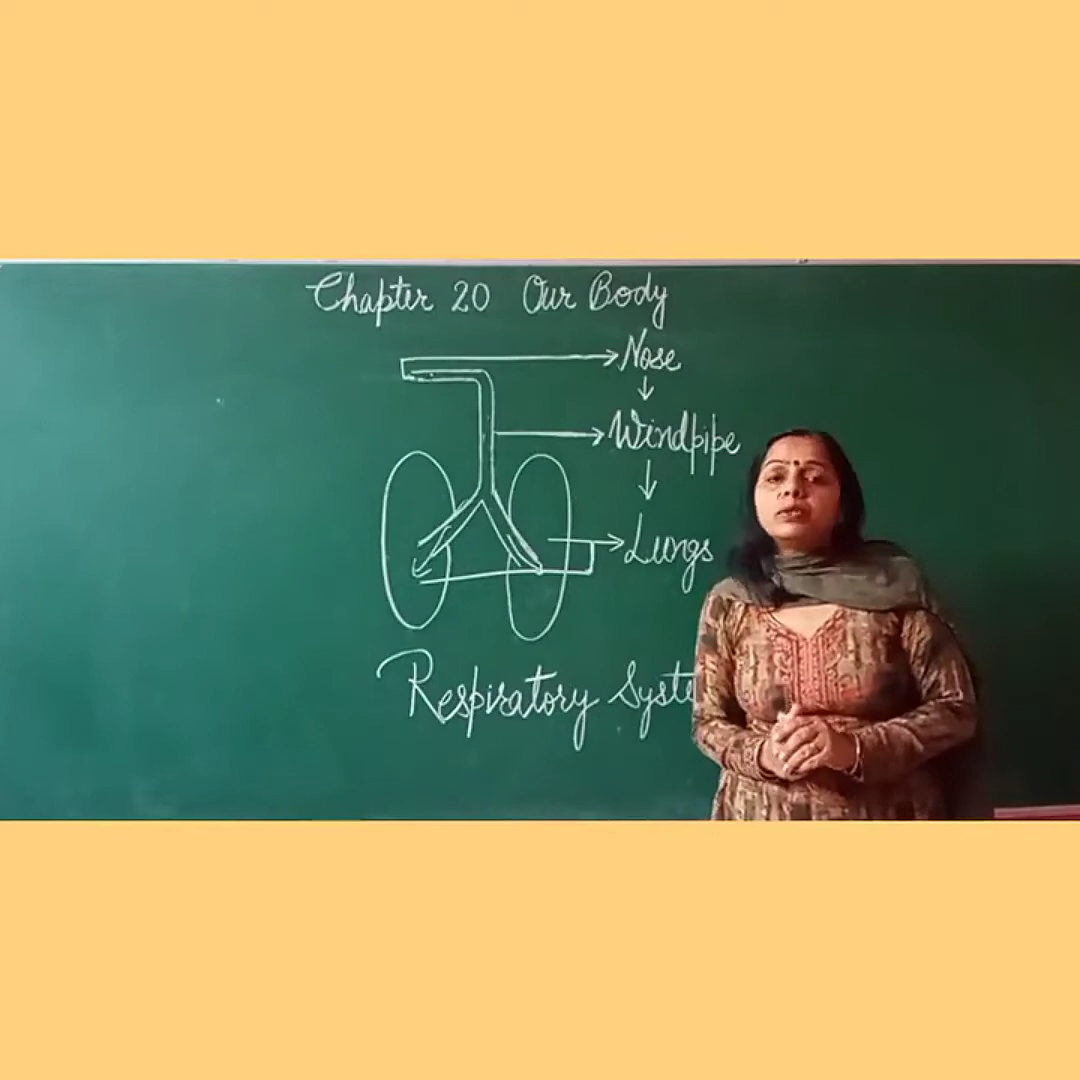 Chapter 20 Our Body
Nose
Windpipe
Lungs
Respiratory Syste